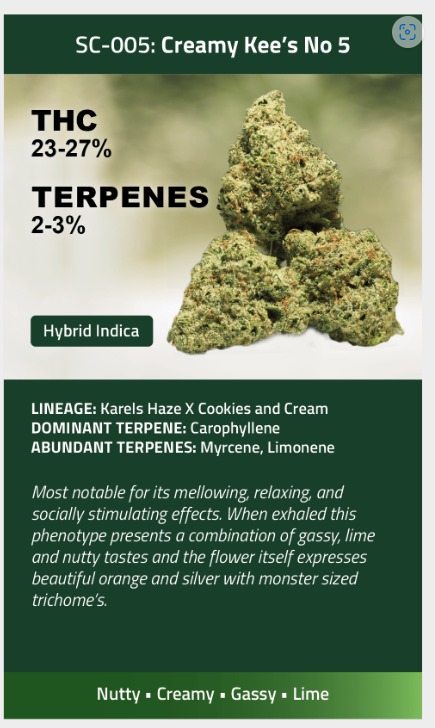 SC-005: Creamy Kee's No 5
THC
23-27%
TERPENES
2-3%
Hybrid Indica
LINEAGE: Karels Haze X Cookies and Cream
DOMINANT TERPENE: Carophyllene
ABUNDANT TERPENES: Myrcene, Limonene
Most notable for its mellowing, relaxing, and
socially stimulating effects. When exhaled this
phenotype presents a combination of gassy, lime
and nutty tastes and the flower itself expresses
beautiful orange and silver with monster sized
trichome's.
Nutty • Creamy • Gassy • Lime